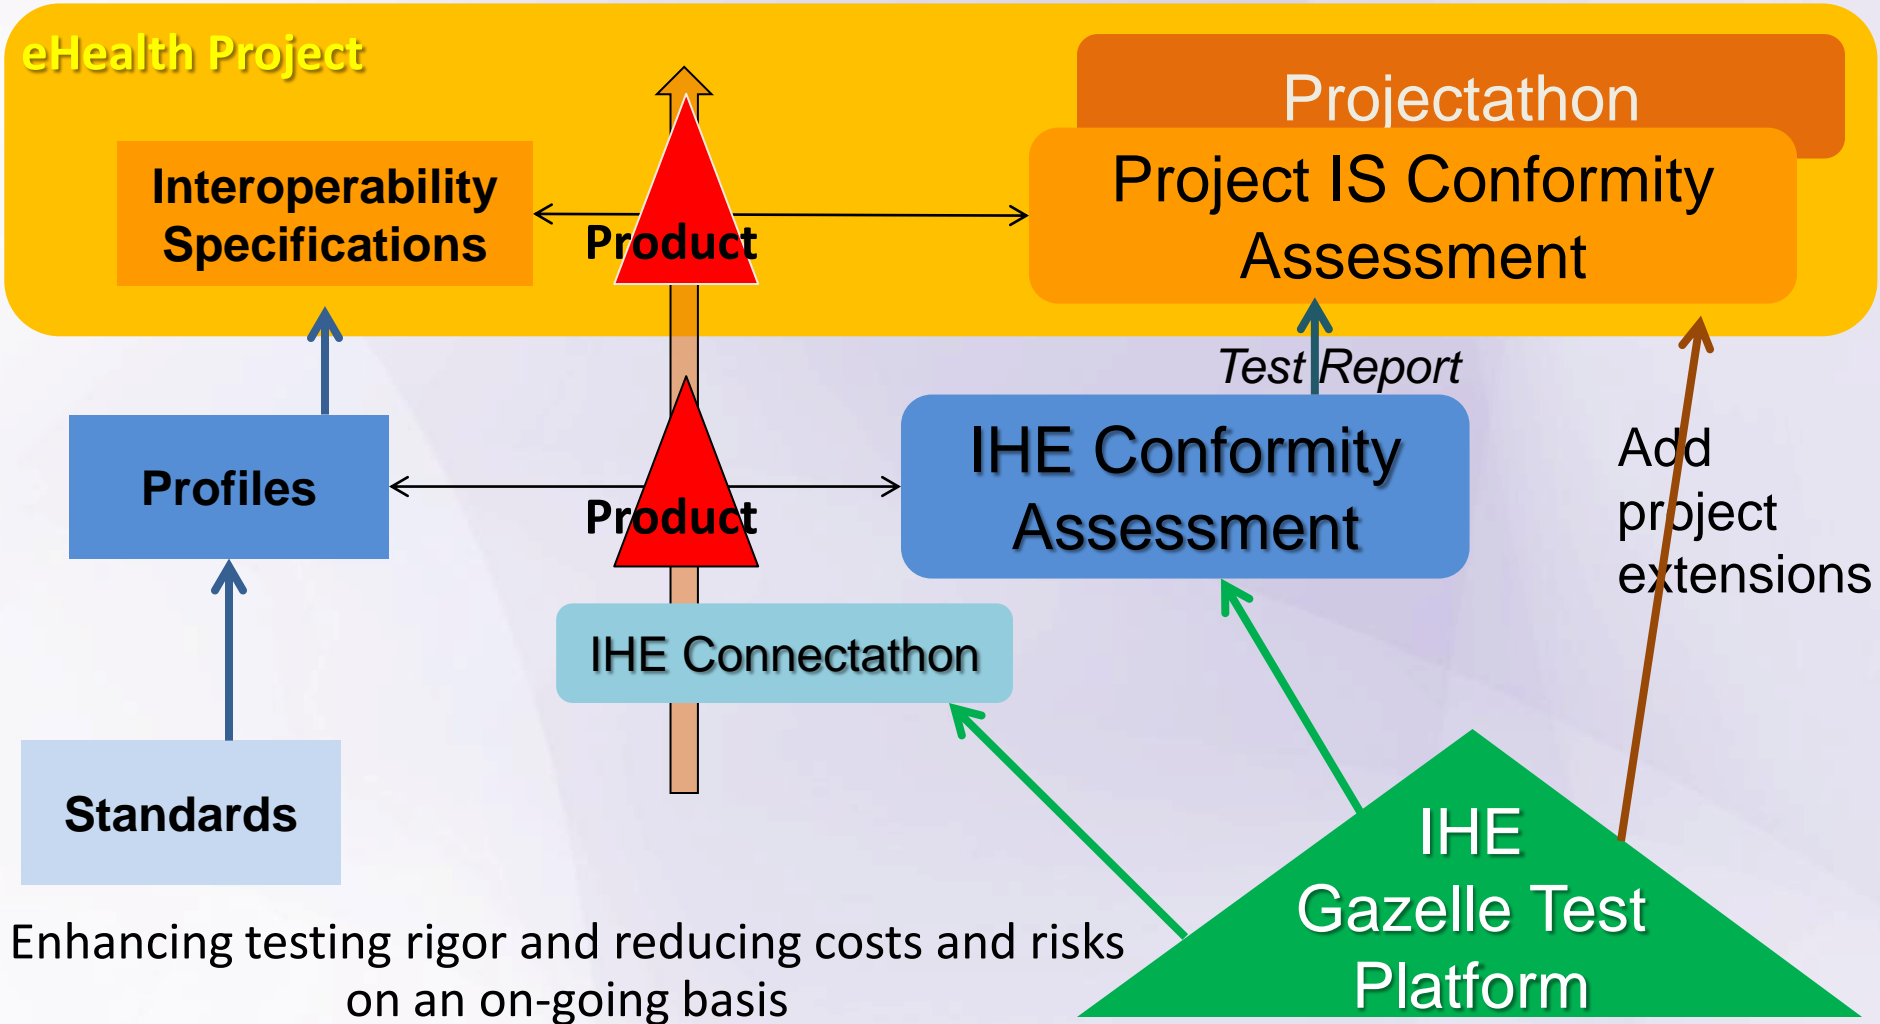 eHealth Project
Projectathon
Interoperability
Specifications
Product
Project IS Conformity
Assessment
Test Report
Profiles
Product
IHE Conformity
Assessment
Add
project
extensions
IHE Connectathon
Standards
IHE
Gazelle Test
Platform
Enhancing testing rigor and reducing costs and risks
on an on-going basis